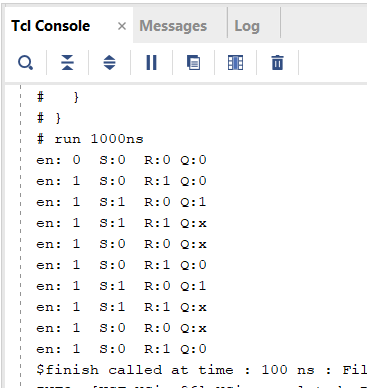 Tcl Console × Messages Log
# }
# }
# run 1000ns
en: 0 S:0 R:0 Q:0
en: 1 S:0 R:1 Q:0
en: 1 S:1 R:0 Q:1
en: 1 S:1 R:1 Q:x
en: 1 S:0 R:0 Q:x
en: 1 S:0 R:1 Q:0
en: 1 S:1 R:0 Q:1
en: 1 S:1 R:1 Q:x
en: 1 S:0 R:0 Q:x
en: 1 S:0 R:1 Q:0
$finish called at time : 100 ns : Fil